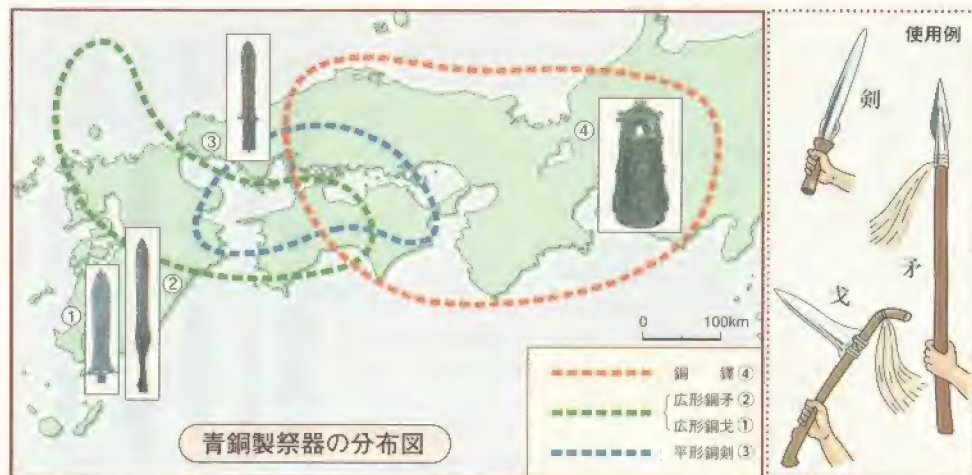 ③
④
②
①
0 100km
銅 鐸④
広形銅矛②
広形銅戈①
平形銅剣③
青銅製祭器の分布図
使用例
剣
矛
戈